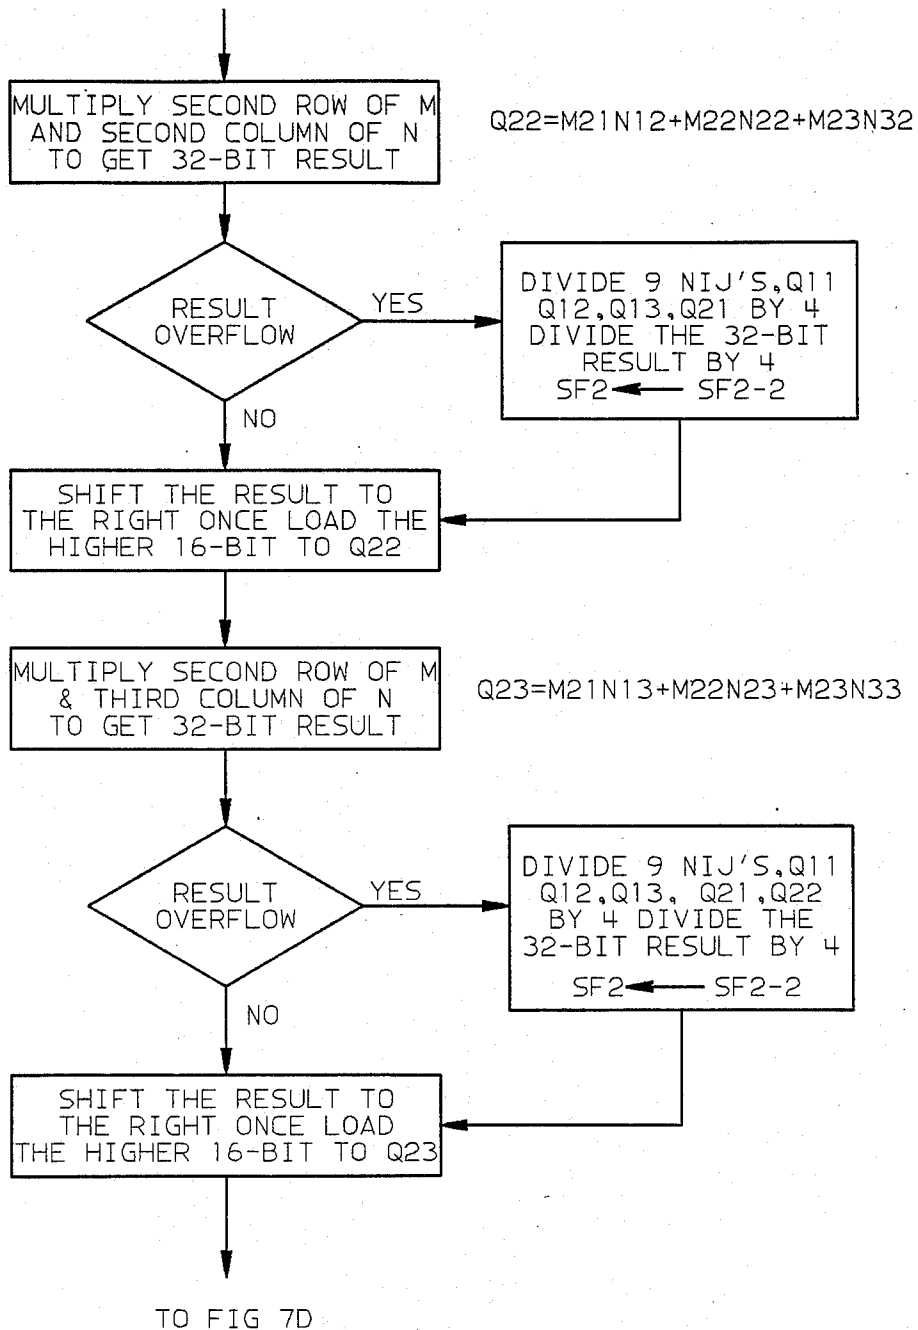 MULTIPLY SECOND ROW OF M
AND SECOND COLUMN OF N
TO GET 32-BIT RESULT
Q22=M21N12+M22N22+M23N32
RESULT
OVERFLOW
YES
DIVIDE 9 NIJ'S,Q11
Q12,Q13,Q21 BY 4
DIVIDE THE 32-BIT
RESULT BY 4
SF2 ← SF2-2
NO
SHIFT THE RESULT TO
THE RIGHT ONCE LOAD THE
HIGHER 16-BIT TO Q22
MULTIPLY SECOND ROW OF M
& THIRD COLUMN OF N
TO GET 32-BIT RESULT
Q23=M21N13+M22N23+M23N33
RESULT
OVERFLOW
YES
DIVIDE 9 NIJ'S,Q11
Q12,Q13, Q21,Q22
BY 4 DIVIDE THE
32-BIT RESULT BY 4
SF2 ← SF2-2
NO
SHIFT THE RESULT TO
THE RIGHT ONCE LOAD
THE HIGHER 16-BIT TO Q23
TO FIG 7D